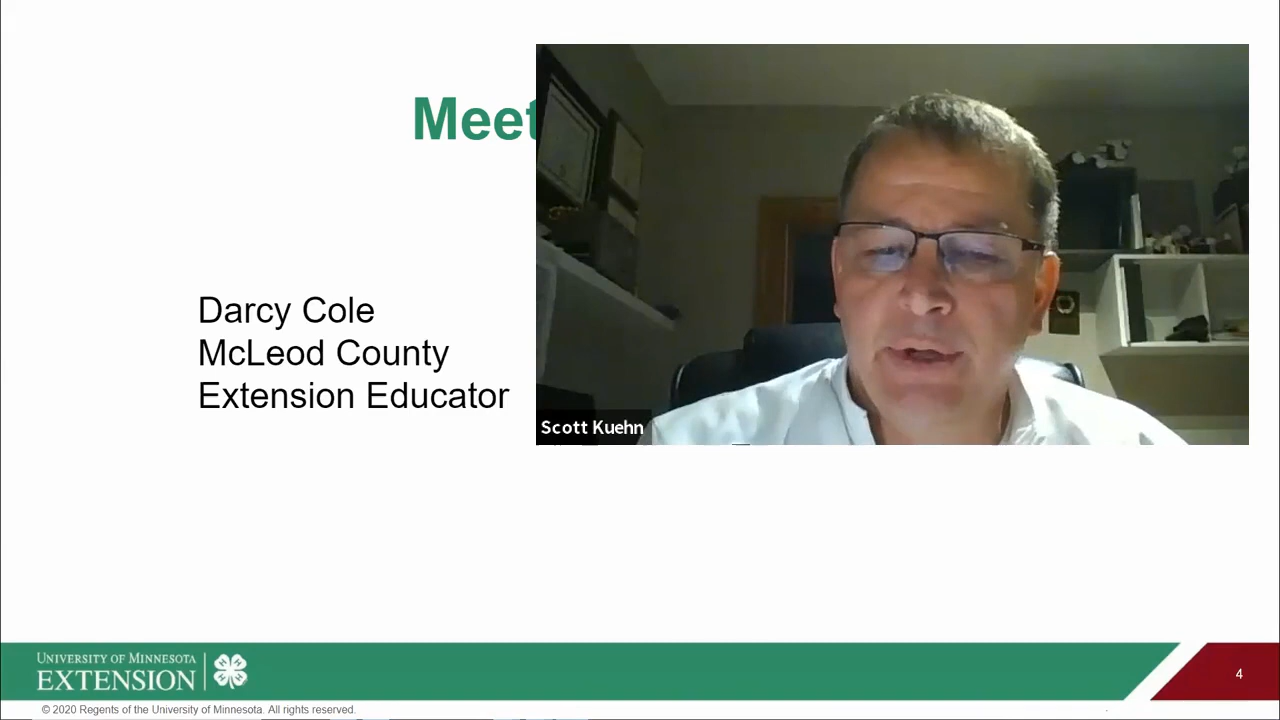 Meet
Darcy Cole
McLeod County
Extension Educator
Scott Kuehn
UNIVERSITY OF MINNESOTA
EXTENSION
4
© 2020 Regents of the University of Minnesota. All rights reserved.